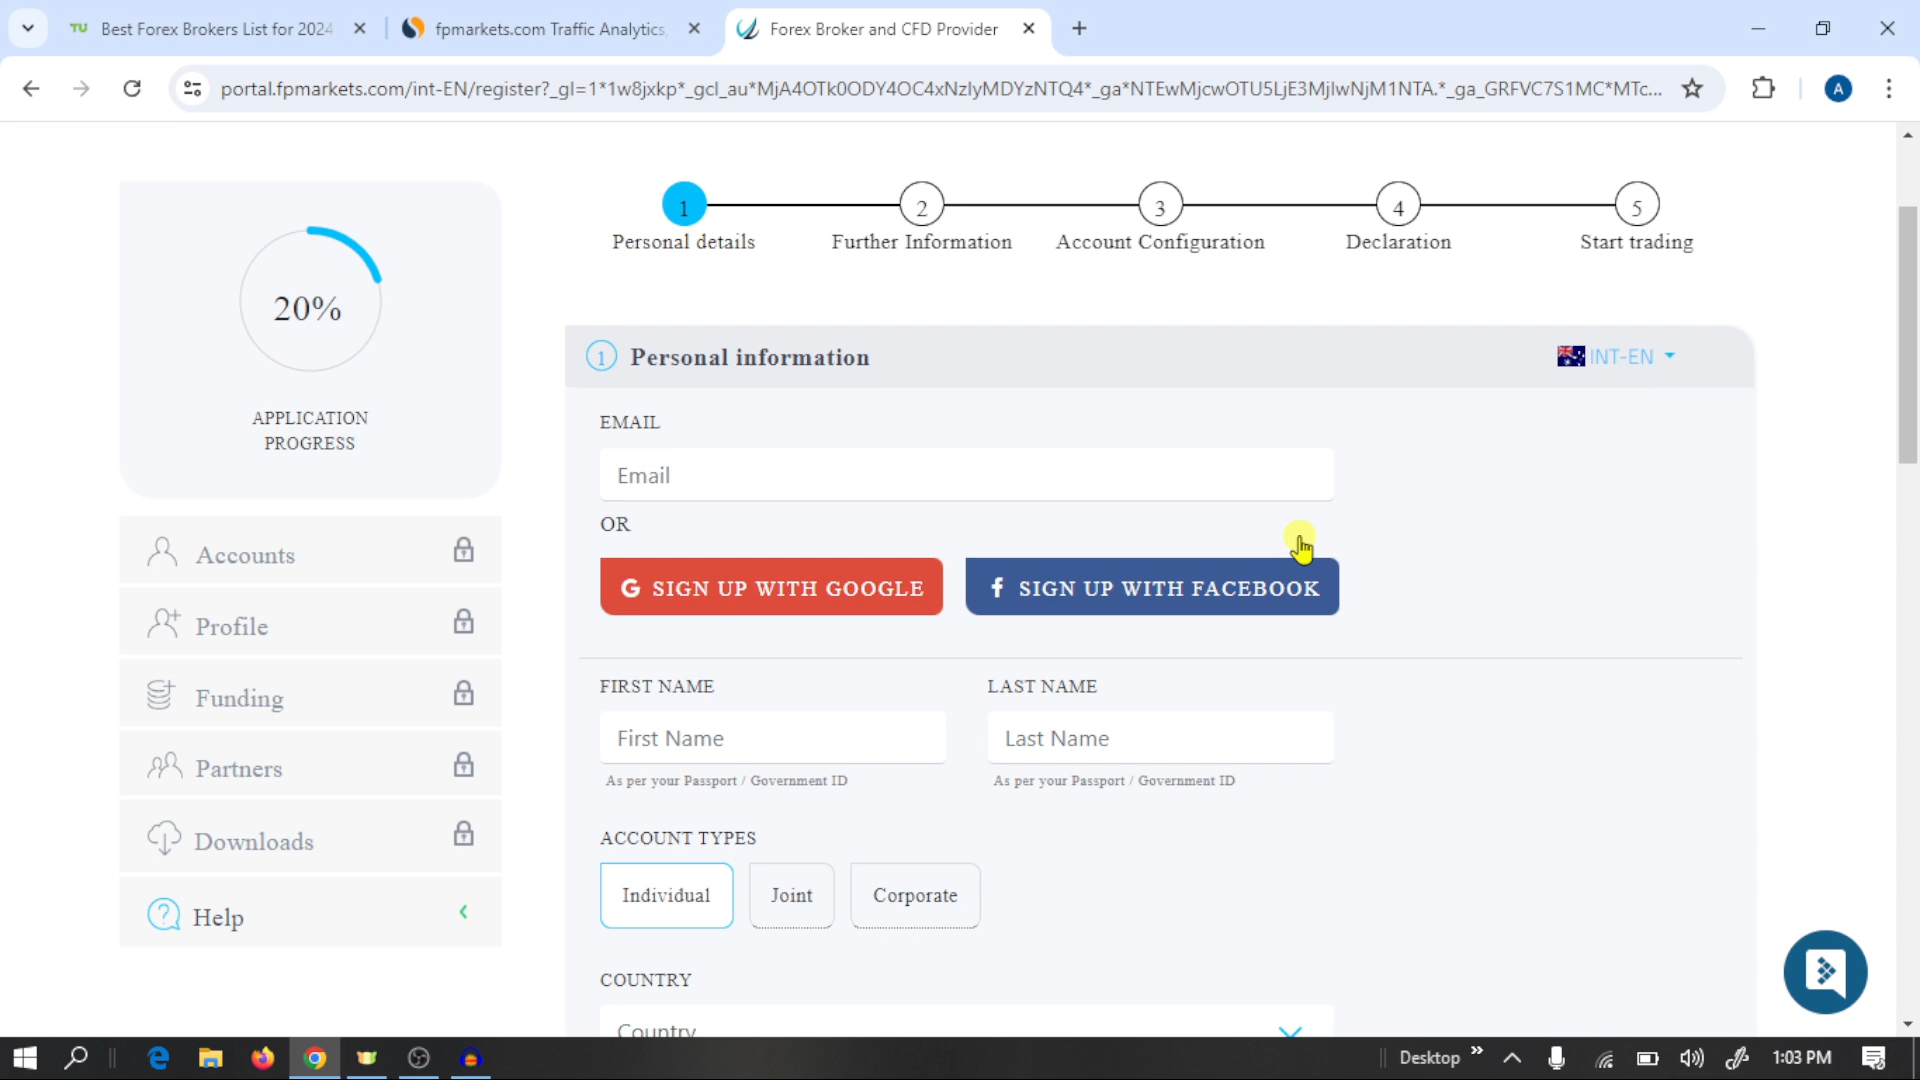 Best Forex Brokers List for 2024
fpmarkets.com Traffic Analytics,
Forex Broker and CFD Provider
portal.fpmarkets.com/int-EN/register?_gl=1*1w8jxkp*_gcl_au*MjA4OTk0ODY4OC4xNzIyMDYzNTQ4*_ga*NTEwMjcwOTU5LjE3MjIwNjM1NTA.*_ga_GRFVC7S1MC*MTc...
A
20%
APPLICATION
PROGRESS
Accounts
Profile
Funding
Partners
Downloads
Help
1 2 3 4 5
Personal details Further Information Account Configuration Declaration Start trading
1 Personal information INT-EN
EMAIL
Email
OR
SIGN UP WITH GOOGLE SIGN UP WITH FACEBOOK
FIRST NAME LAST NAME
First Name Last Name
As per your Passport / Government ID As per your Passport / Government ID
ACCOUNT TYPES
Individual Joint Corporate
COUNTRY
Country
Desktop 1:03 PM